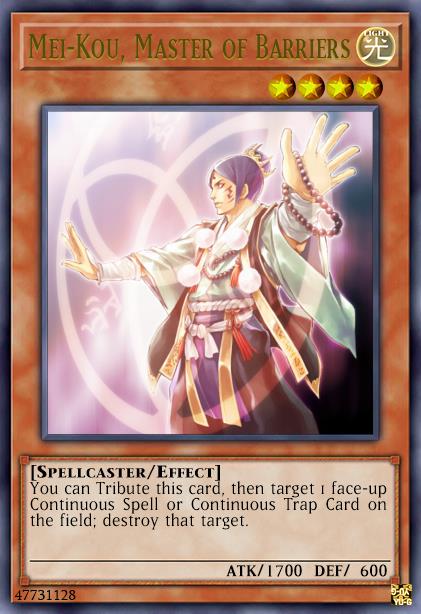 Mei-Kou, Master of Barriers
LIGHT
光
[Spellcaster/Effect]
You can Tribute this card, then target 1 face-up
Continuous Spell or Continuous Trap Card on
the field; destroy that target.
ATK/1700 DEF/ 600
47731128